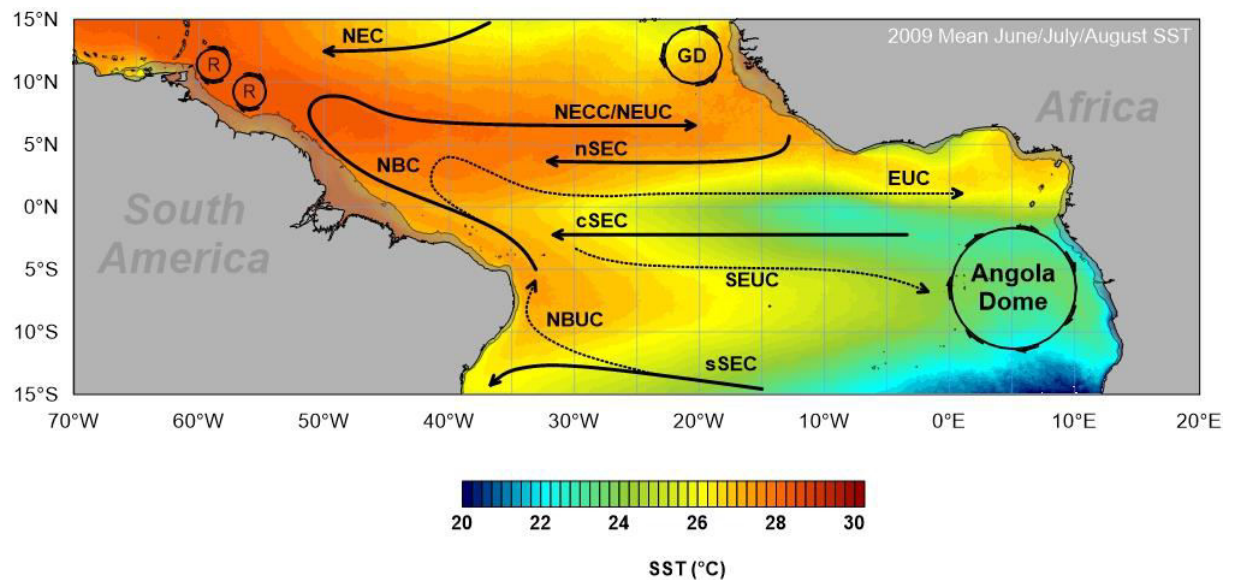 15°N
2009 Mean June/July/August SST
NEC
GD
R
R
10°N
Africa
NECC/NEUC
5°N
nSEC
NBC
EUC
0°N
South
America
cSEC
5°S
SEUC
Angola
Dome
NBUC
10°S
sSEC
15°S
70°W 60°W 50°W 40°W 30°W 20°W 10°W 0°E 10°E 20°E
20 22 24 26 28 30
SST (°C)